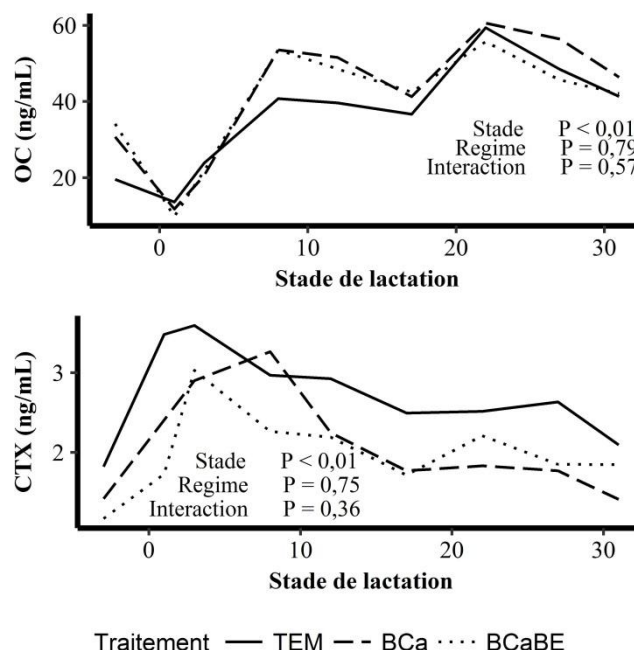 60
40
20
OC (ng/mL)
Stade P < 0,01
Regime P = 0,79
Interaction P = 0,57
0 10 20 30
Stade de lactation
3
2
CTX (ng/mL)
Stade P < 0,01
Regime P = 0,75
Interaction P = 0,36
0 10 20 30
Stade de lactation
Traitement TEM BCa BCaBE